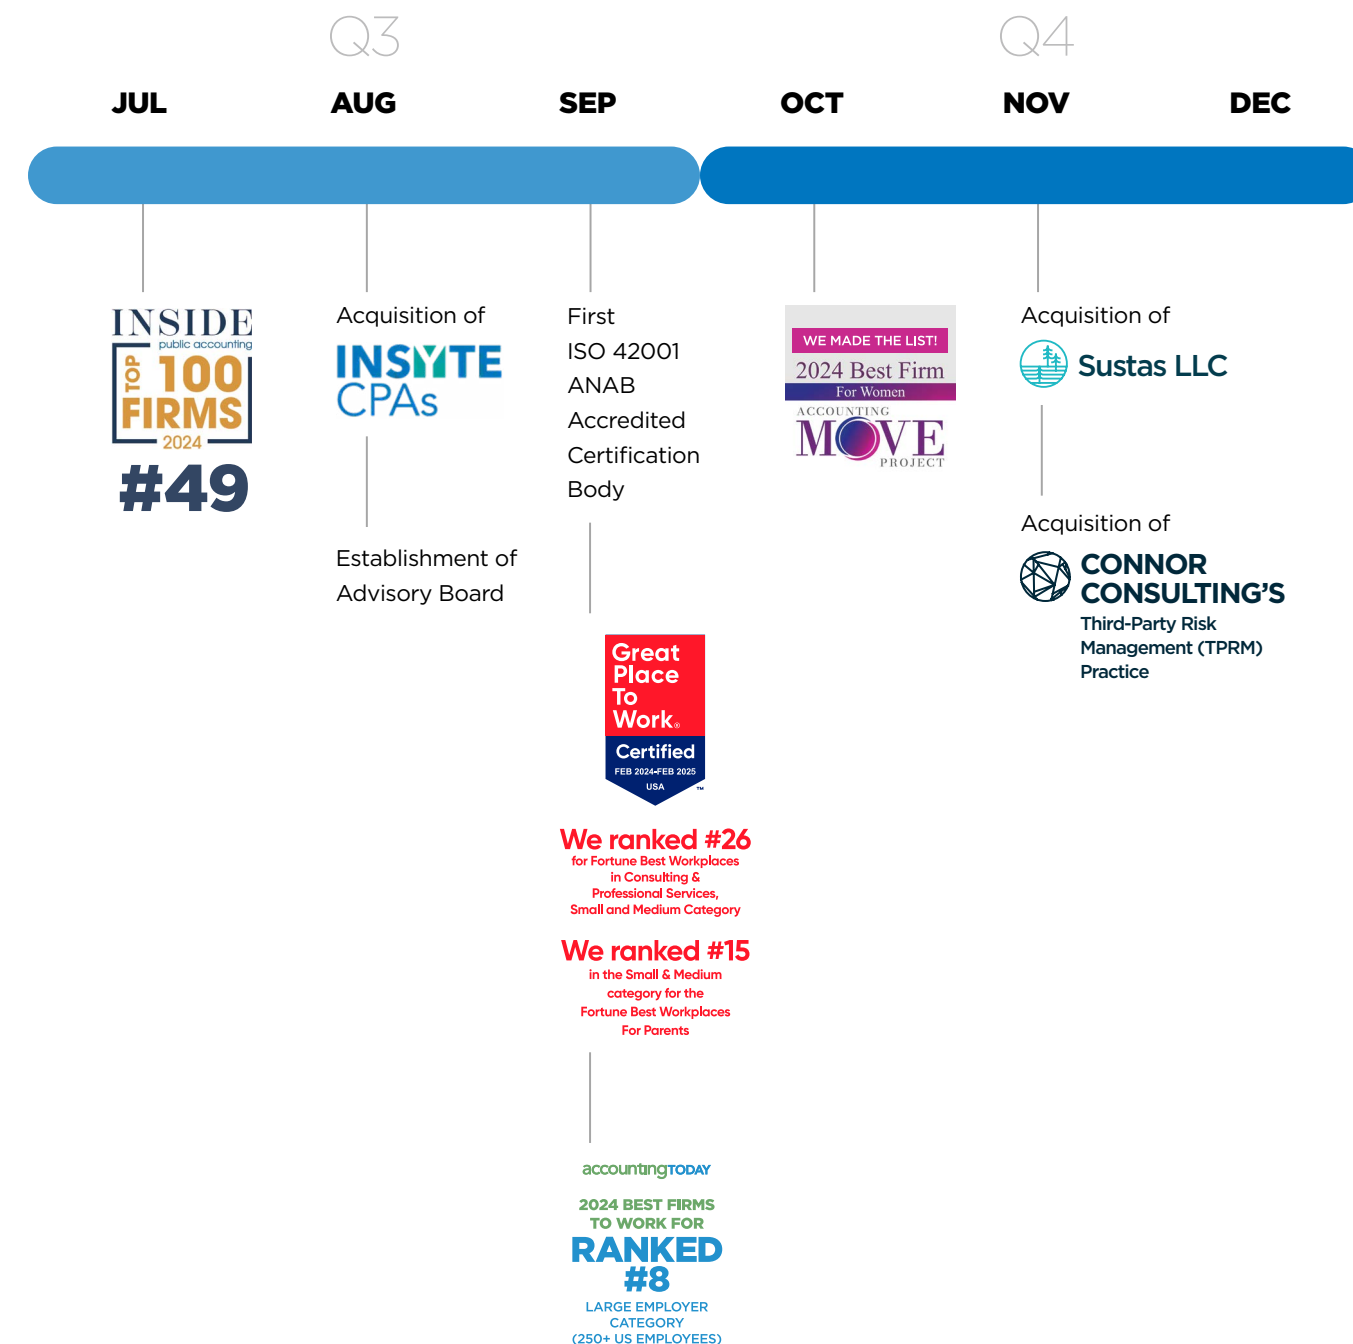 Q3
Q4
JUL
AUG
SEP
OCT
NOV
DEC
INSIDE
public accounting
TOP
100
FIRMS
2024
#49
Acquisition of
INSYTE
CPAs
Establishment of
Advisory Board
First
ISO 42001
ANAB
Accredited
Certification
Body
Great
Place
To
Work®
Certified
FEB 2024-FEB 2025
USA
™
We ranked #26
for Fortune Best Workplaces
in Consulting &
Professional Services,
Small and Medium Category
We ranked #15
in the Small & Medium
category for the
Fortune Best Workplaces
For Parents
accountingTODAY
2024 BEST FIRMS
TO WORK FOR
RANKED
#8
LARGE EMPLOYER
CATEGORY
(250+ US EMPLOYEES)
WE MADE THE LIST!
2024 Best Firm
For Women
ACCOUNTING
MOVE
PROJECT
Acquisition of
Sustas LLC
Acquisition of
CONNOR
CONSULTING'S
Third-Party Risk
Management (TPRM)
Practice